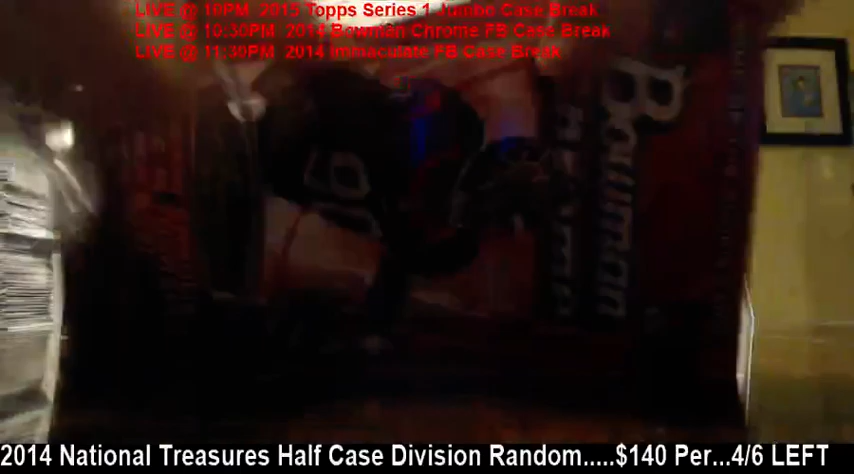 LIVE @ 10PM 2015 Topps Series 1 Jumbo Case Break
LIVE @ 10:30PM 2014 Bowman Chrome FB Case Break
LIVE @ 11:30PM 2014 Immaculate FB Case Break
Bowman
2014 National Treasures Half Case Division Random.....$140 Per...4/6 LEFT